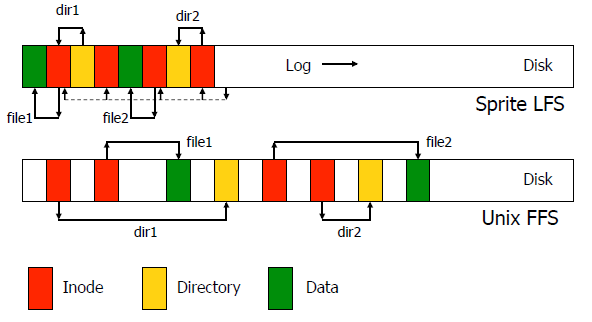 dir1
dir2
Log
Disk
Sprite LFS
file1
file2
file1
file2
Disk
Unix FFS
dir1
dir2
Inode
Directory
Data